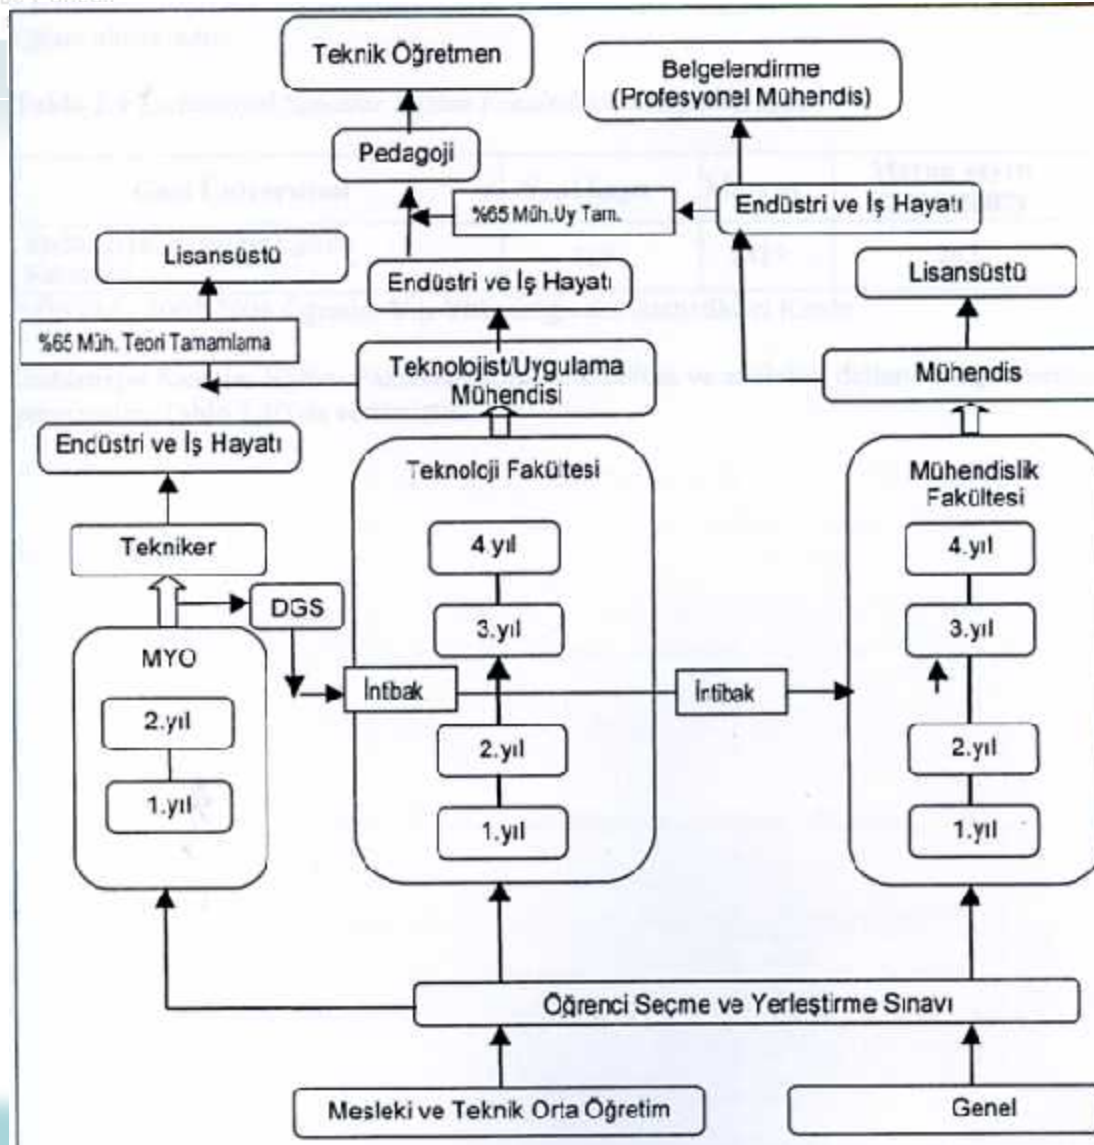 Teknik Öğretmen
Belgelendirme
(Profesyonel Mühendis)
Pedagoji
%65 Müh.Uy Tam.
Endüstri ve İş Hayatı
Lisansüstü
Endüstri ve İş Hayatı
Lisansüstü
%65 Müh. Teori Tamamlama
Teknolojist/Uygulama
Mühendisi
Mühendis
Endüstri ve İş Hayatı
Teknoloji Fakültesi
Mühendislik
Fakültesi
Tekniker
4.yıl
4.yıl
DGS
3.yıl
3.yıl
MYO
İntibak
İntibak
2.yıl
2.yıl
2.yıl
1.yıl
1.yıl
1.yıl
Öğrenci Seçme ve Yerleştirme Sınavı
Mesleki ve Teknik Orta Öğretim
Genel